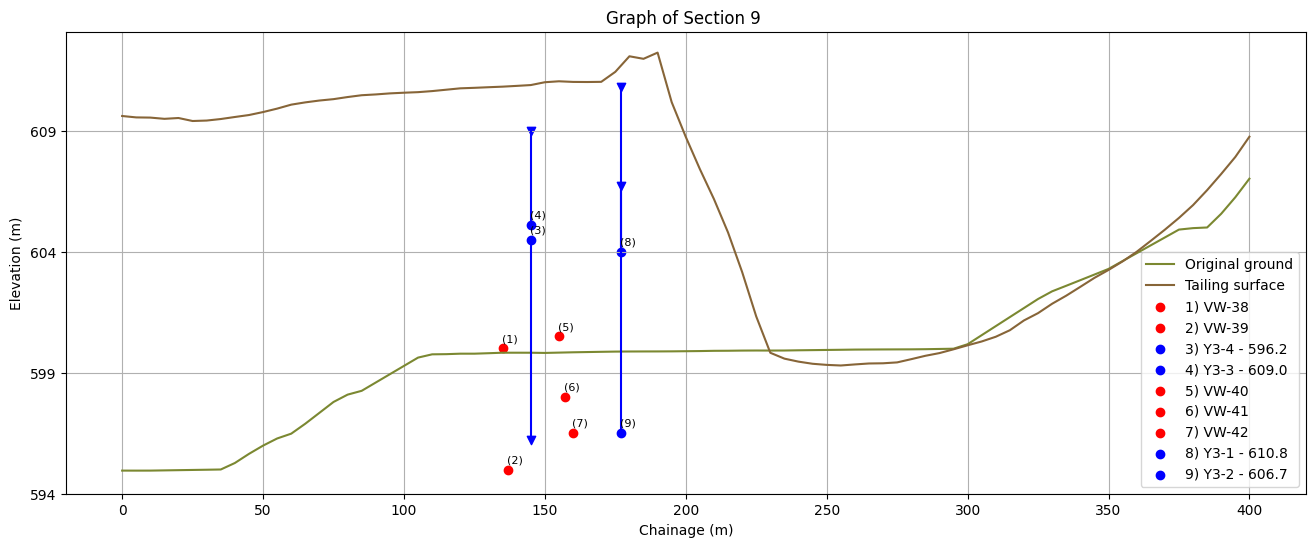 Graph of Section 9
Elevation (m)
609
604
599
594
(4)
(3)
(8)
(1)
(5)
(6)
(7)
(9)
(2)
Original ground
Tailing surface
1) VW-38
2) VW-39
3) Y3-4 - 596.2
4) Y3-3 - 609.0
5) VW-40
6) VW-41
7) VW-42
8) Y3-1 - 610.8
9) Y3-2 - 606.7
0 50 100 150 200 250 300 350 400
Chainage (m)